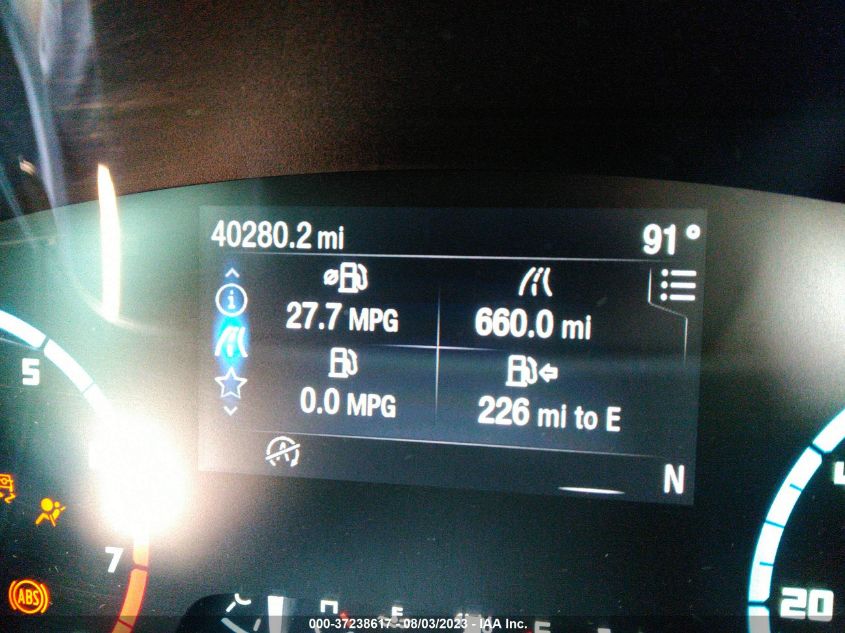 40280.2 mi
91°
27.7 MPG
660.0 mi
0.0 MPG
226 mi to E
N
5
7
ABS
20
E
E
000-37238617 - 08/03/2023 - IAA Inc.